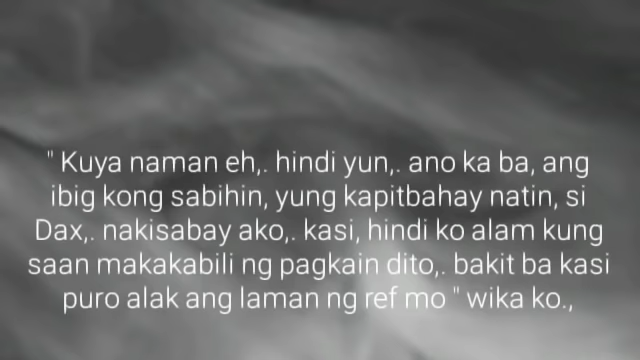 " Kuya naman eh,. hindi yun,. ano ka ba, ang
ibig kong sabihin, yung kapitbahay natin, si
Dax,. nakisabay ako,. kasi, hindi ko alam kung
saan makakabili ng pagkain dito,. bakit ba kasi
puro alak ang laman ng ref mo " wika ko.,